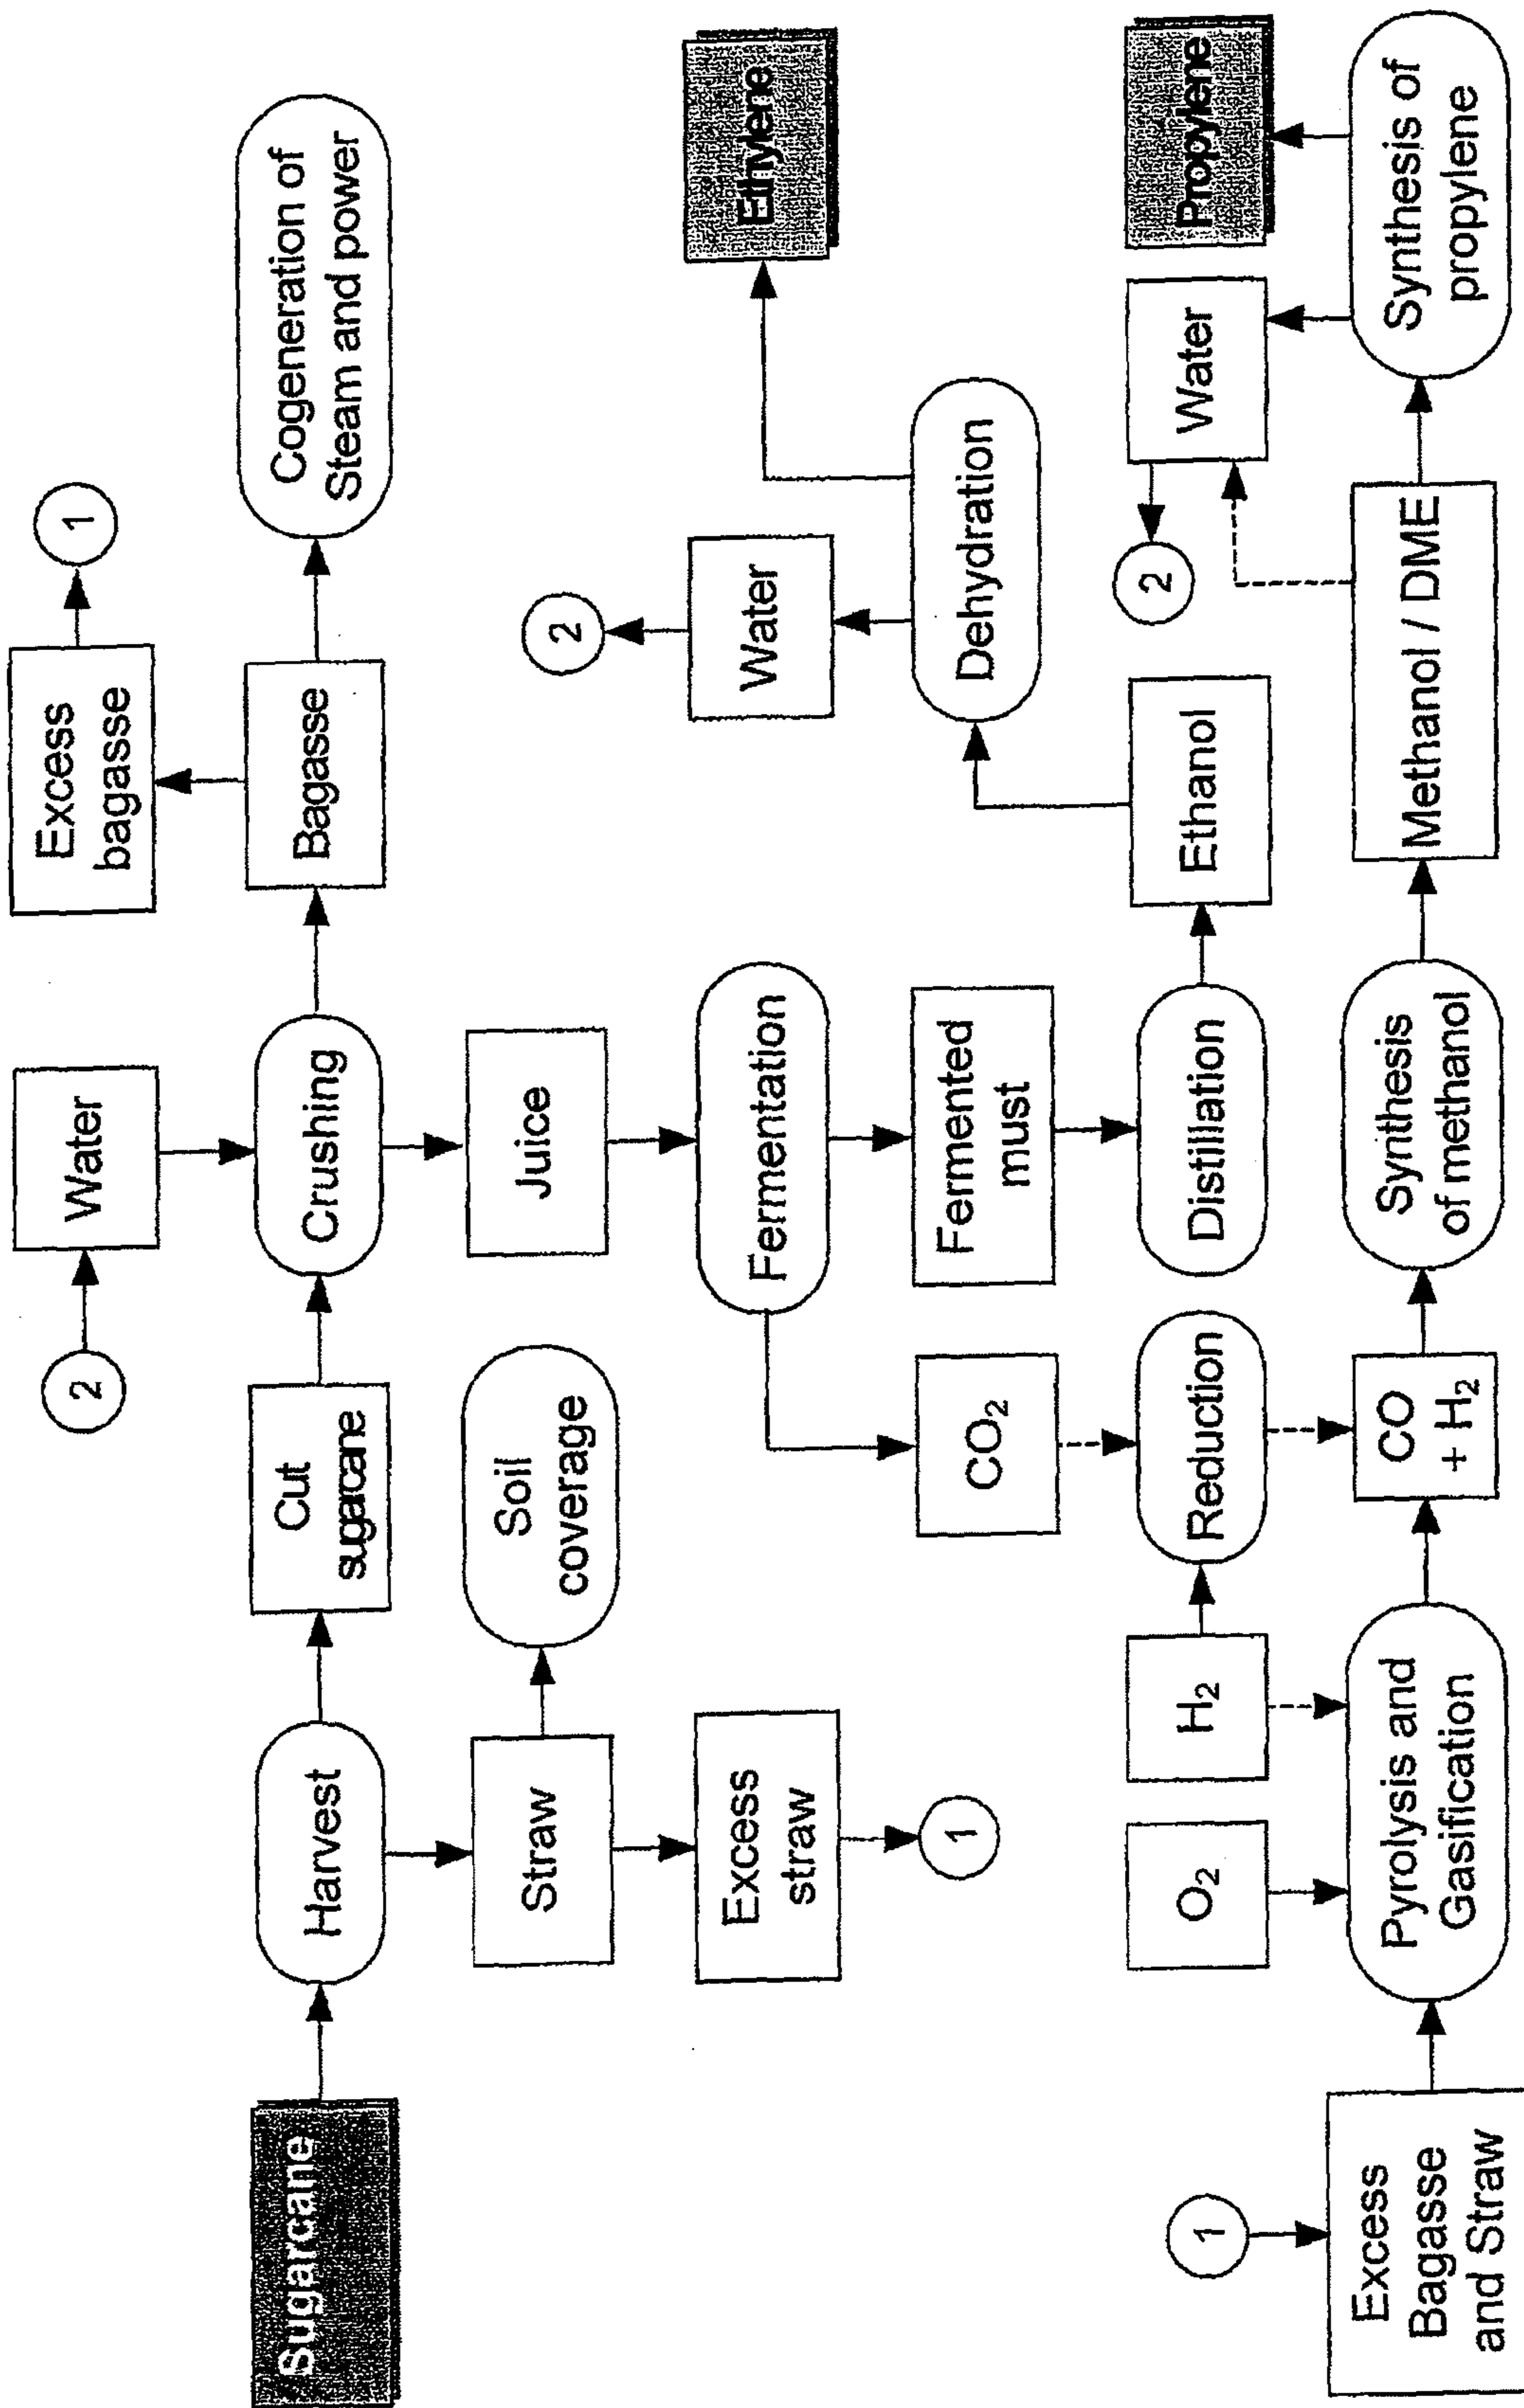 Sugarcane
Harvest
Cut
sugarcane
2
Water
Crushing
Bagasse
Excess
bagasse
1
Cogeneration of
Steam and power
Straw
Soil
coverage
Excess
straw
1
Juice
Fermentation
CO₂
Fermented
must
Water
2
Ethylene
Dehydration
O₂
H₂
Reduction
Distillation
Ethanol
2
Water
Propylene
1
Excess
Bagasse
and Straw
Pyrolysis and
Gasification
CO
+ H₂
Synthesis
of methanol
Methanol / DME
Synthesis of
propylene